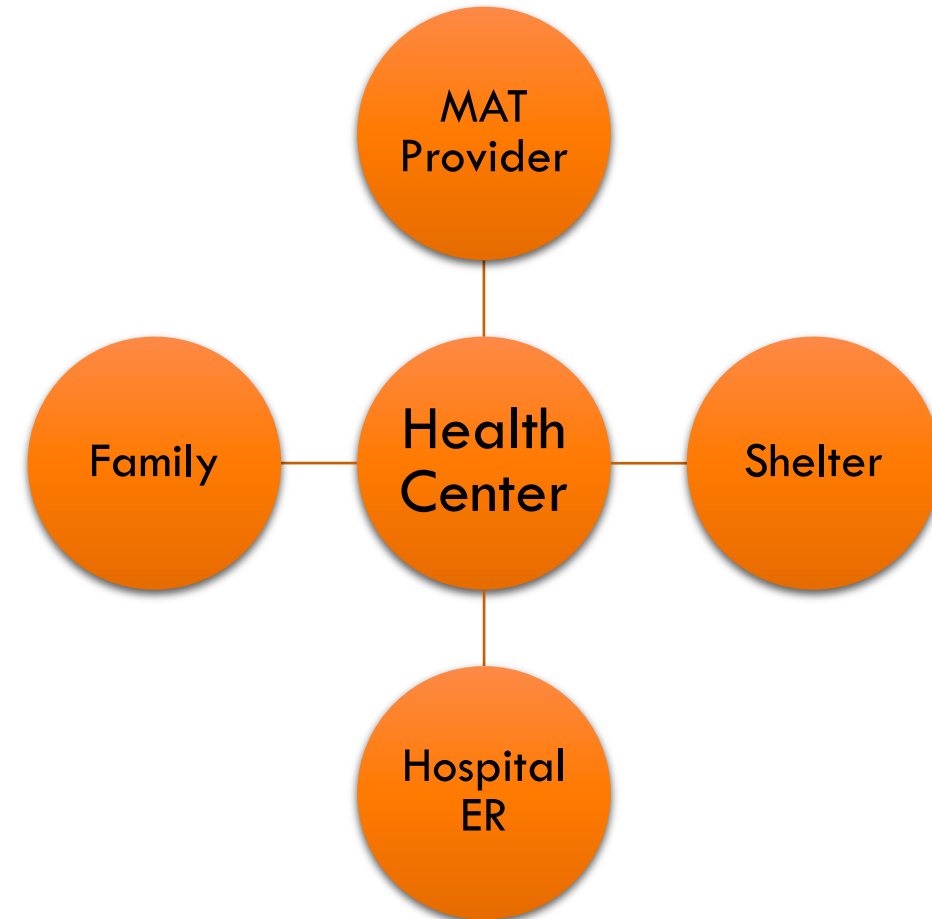 MAT
Provider
Family
Health
Center
Shelter
Hospital
ER